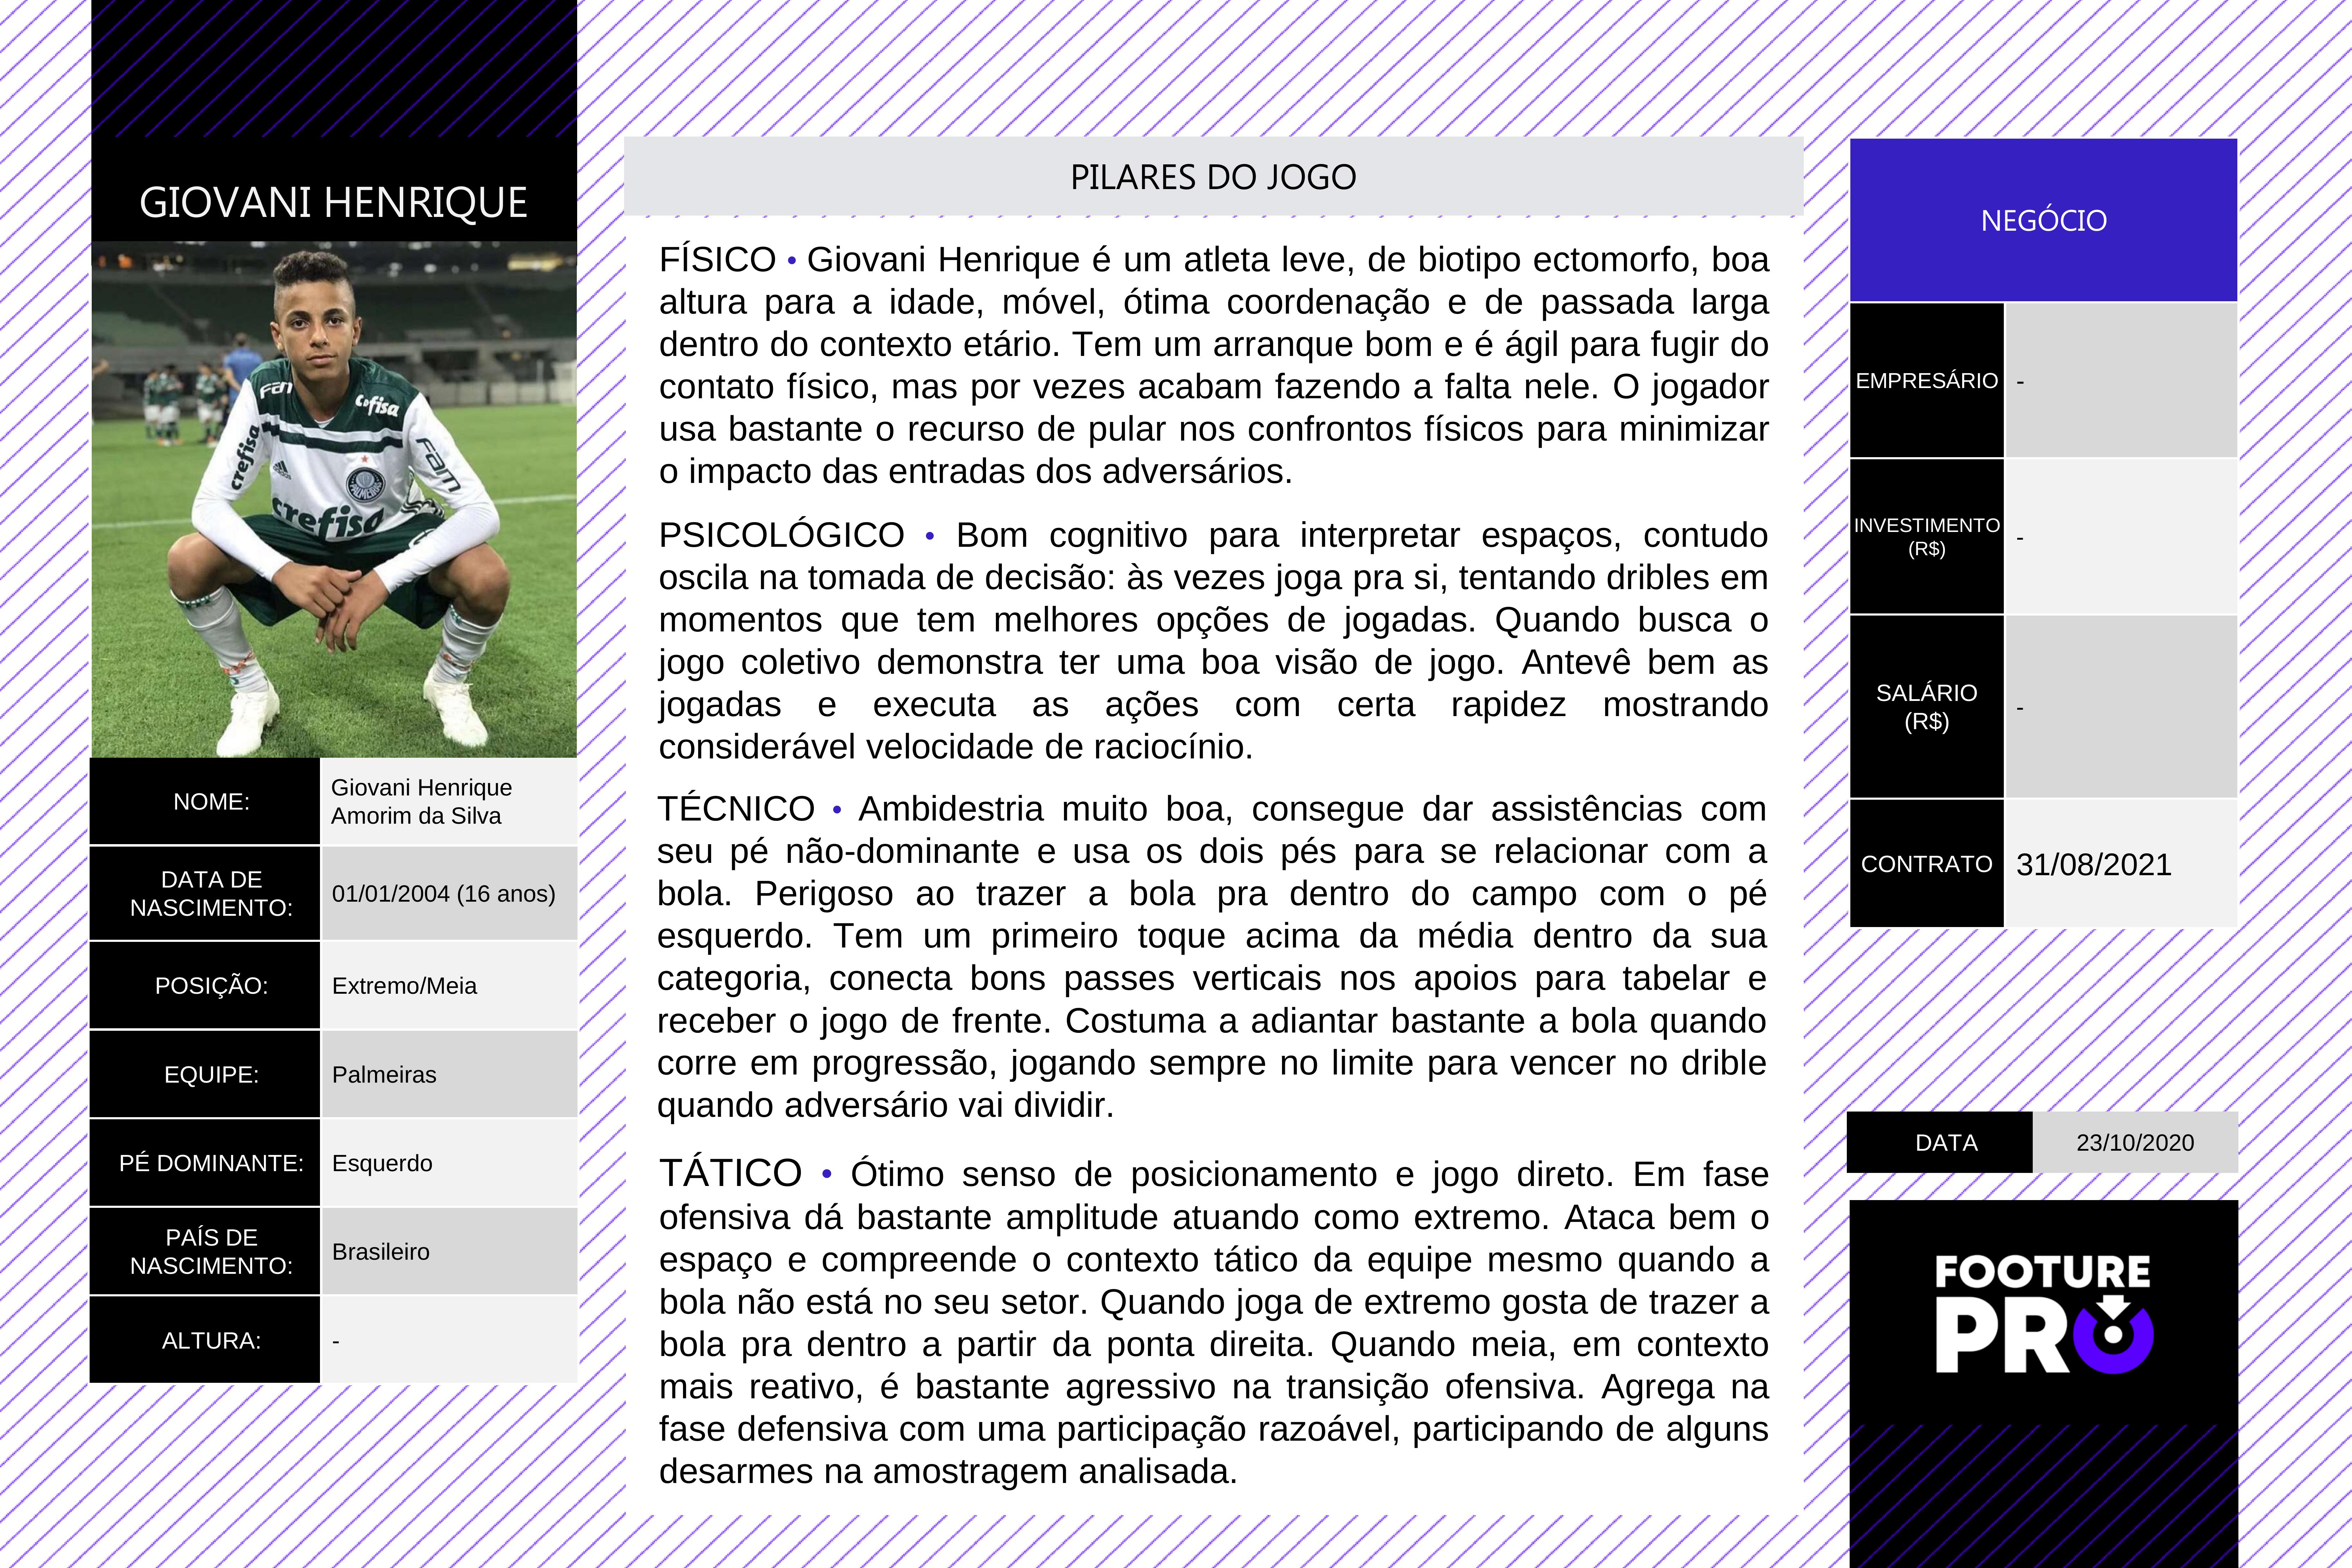 GIOVANI HENRIQUE
Fam
crefisa
crefisa
Fam
adidas
PALMEIRAS
crefisa
NOME:
Giovani Henrique
Amorim da Silva
DATA DE
NASCIMENTO:
01/01/2004 (16 anos)
POSIÇÃO:
Extremo/Meia
EQUIPE:
Palmeiras
PÉ DOMINANTE:
Esquerdo
PAÍS DE
NASCIMENTO:
Brasileiro
ALTURA:
-
PILARES DO JOGO
FÍSICO • Giovani Henrique é um atleta leve, de biotipo ectomorfo, boa
altura para a idade, móvel, ótima coordenação e de passada larga
dentro do contexto etário. Tem um arranque bom e é ágil para fugir do
contato físico, mas por vezes acabam fazendo a falta nele. O jogador
usa bastante o recurso de pular nos confrontos físicos para minimizar
o impacto das entradas dos adversários.
PSICOLÓGICO • Bom cognitivo para interpretar espaços, contudo
oscila na tomada de decisão: às vezes joga pra si, tentando dribles em
momentos que tem melhores opções de jogadas. Quando busca o
jogo coletivo demonstra ter uma boa visão de jogo. Antevê bem as
jogadas e executa as ações com certa rapidez mostrando
considerável velocidade de raciocínio.
TÉCNICO • Ambidestria muito boa, consegue dar assistências com
seu pé não-dominante e usa os dois pés para se relacionar com a
bola. Perigoso ao trazer a bola pra dentro do campo com o pé
esquerdo. Tem um primeiro toque acima da média dentro da sua
categoria, conecta bons passes verticais nos apoios para tabelar e
receber o jogo de frente. Costuma a adiantar bastante a bola quando
corre em progressão, jogando sempre no limite para vencer no drible
quando adversário vai dividir.
TÁTICO • Ótimo senso de posicionamento e jogo direto. Em fase
ofensiva dá bastante amplitude atuando como extremo. Ataca bem o
espaço e compreende o contexto tático da equipe mesmo quando a
bola não está no seu setor. Quando joga de extremo gosta de trazer a
bola pra dentro a partir da ponta direita. Quando meia, em contexto
mais reativo, é bastante agressivo na transição ofensiva. Agrega na
fase defensiva com uma participação razoável, participando de alguns
desarmes na amostragem analisada.
NEGÓCIO
EMPRESÁRIO
-
INVESTIMENTO
(R$)
-
SALÁRIO
(R$)
-
CONTRATO
31/08/2021
DATA
23/10/2020
FOOTURE
PRO